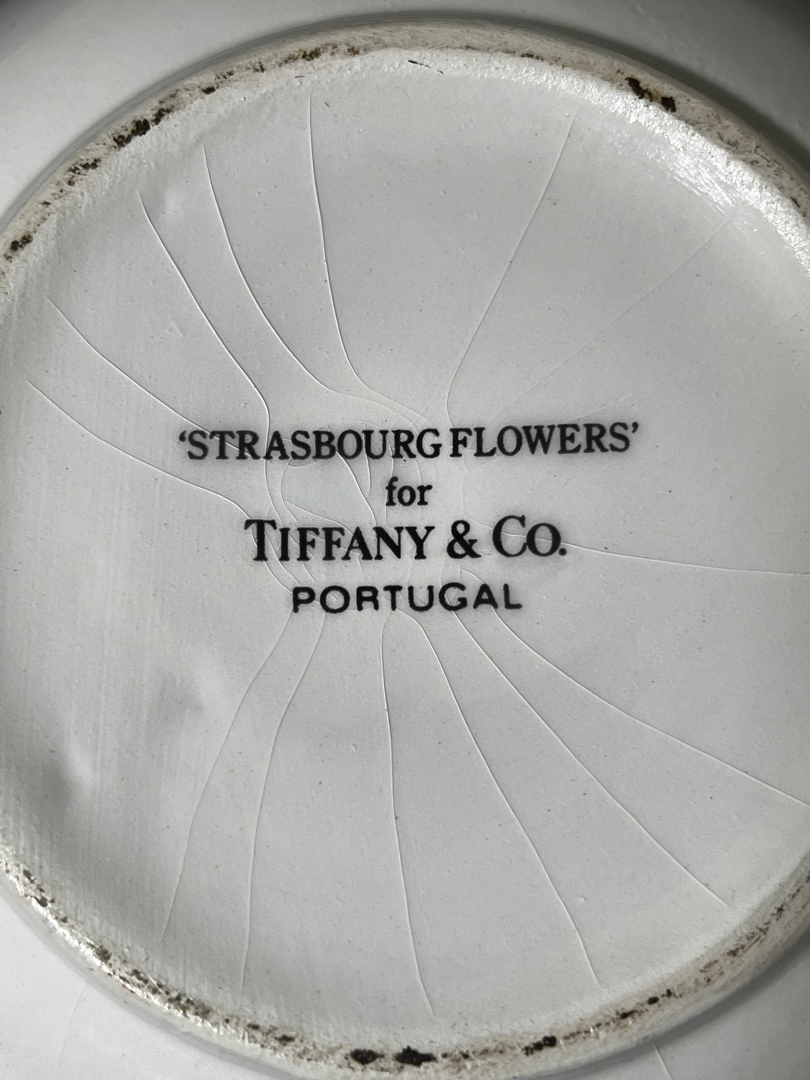 ‘STRASBOURG FLOWERS’
for
TIFFANY & CO.
PORTUGAL